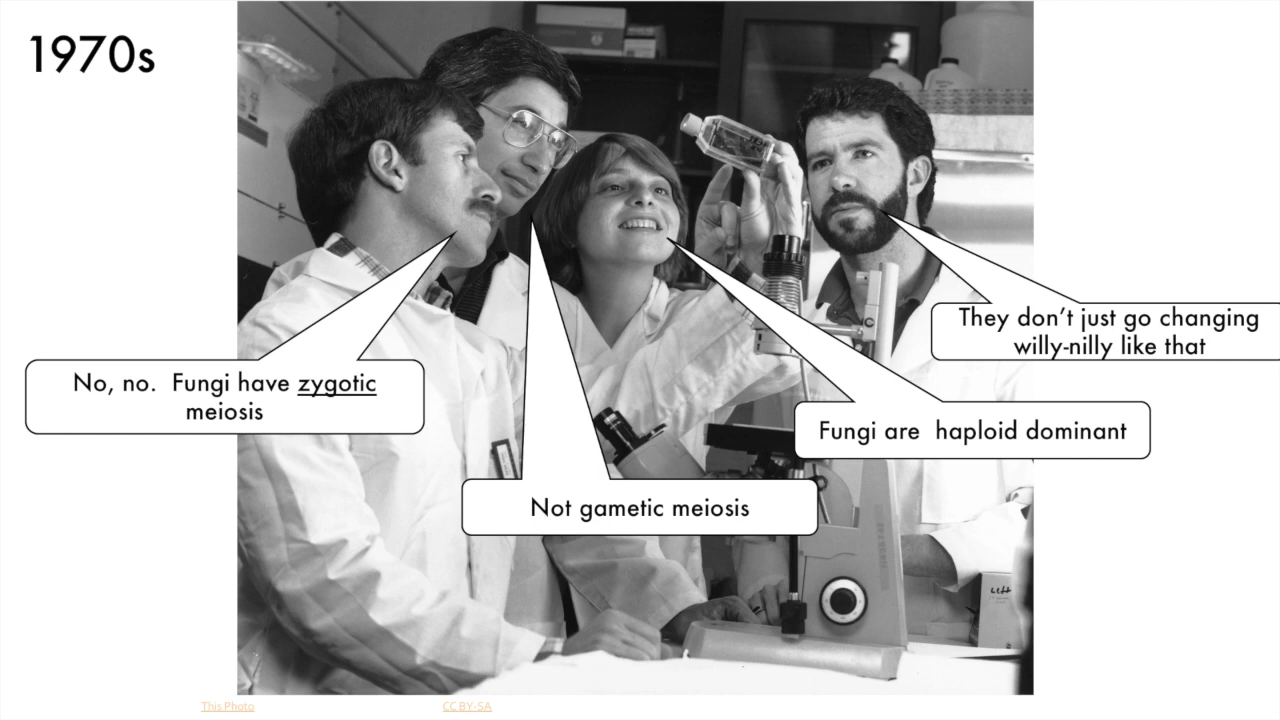 1970s
They don't just go changing
willy-nilly like that
No, no.  Fungi have zygotic
meiosis
Fungi are  haploid dominant
Not gametic meiosis
This Photo
CC BY-SA